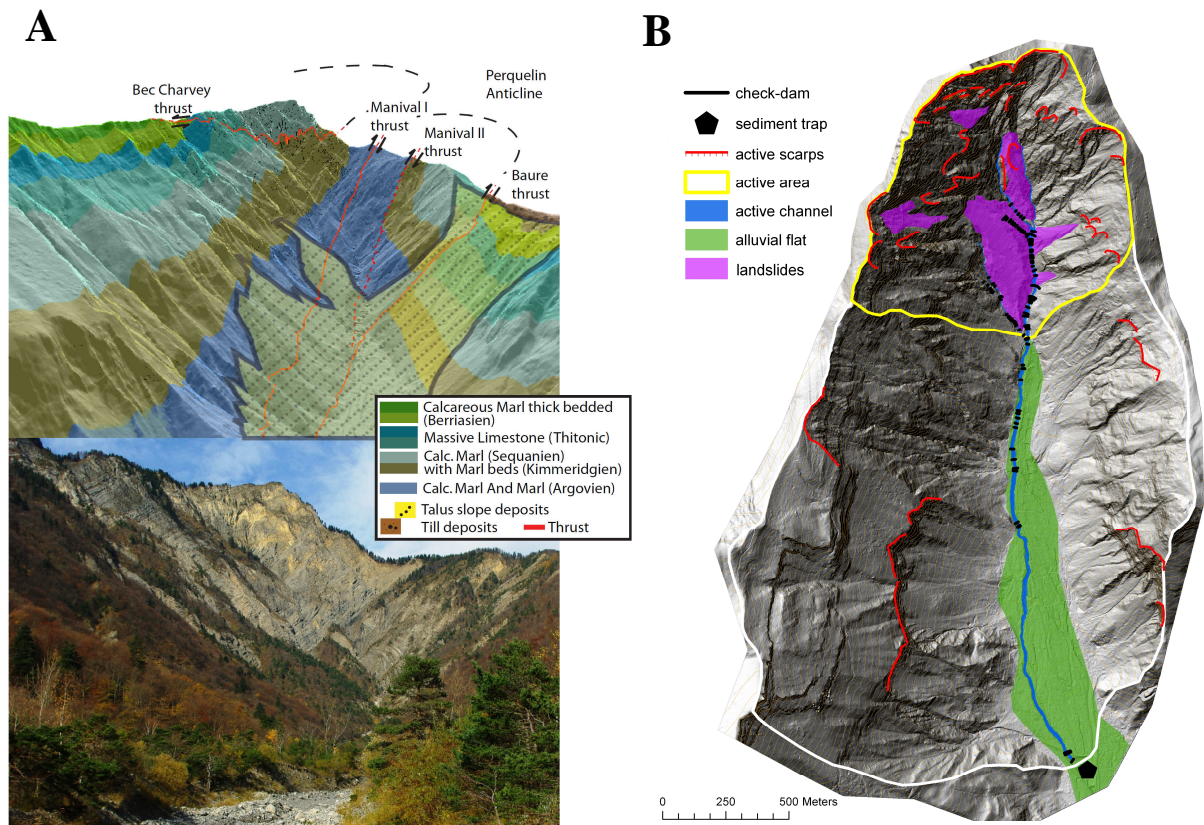 A
Bec Charvey
thrust
Manival I
thrust
Manival II
thrust
Perquelin
Anticline
Baure
thrust
Calcareous Marl thick bedded
(Berriasien)
Massive Limestone (Thitonic)
Calc. Marl (Sequanien)
with Marl beds (Kimmeridgien)
Calc. Marl And Marl (Argovien)
Talus slope deposits
Till deposits
Thrust
B
check-dam
sediment trap
active scarps
active area
active channel
alluvial flat
landslides
0 250 500 Meters